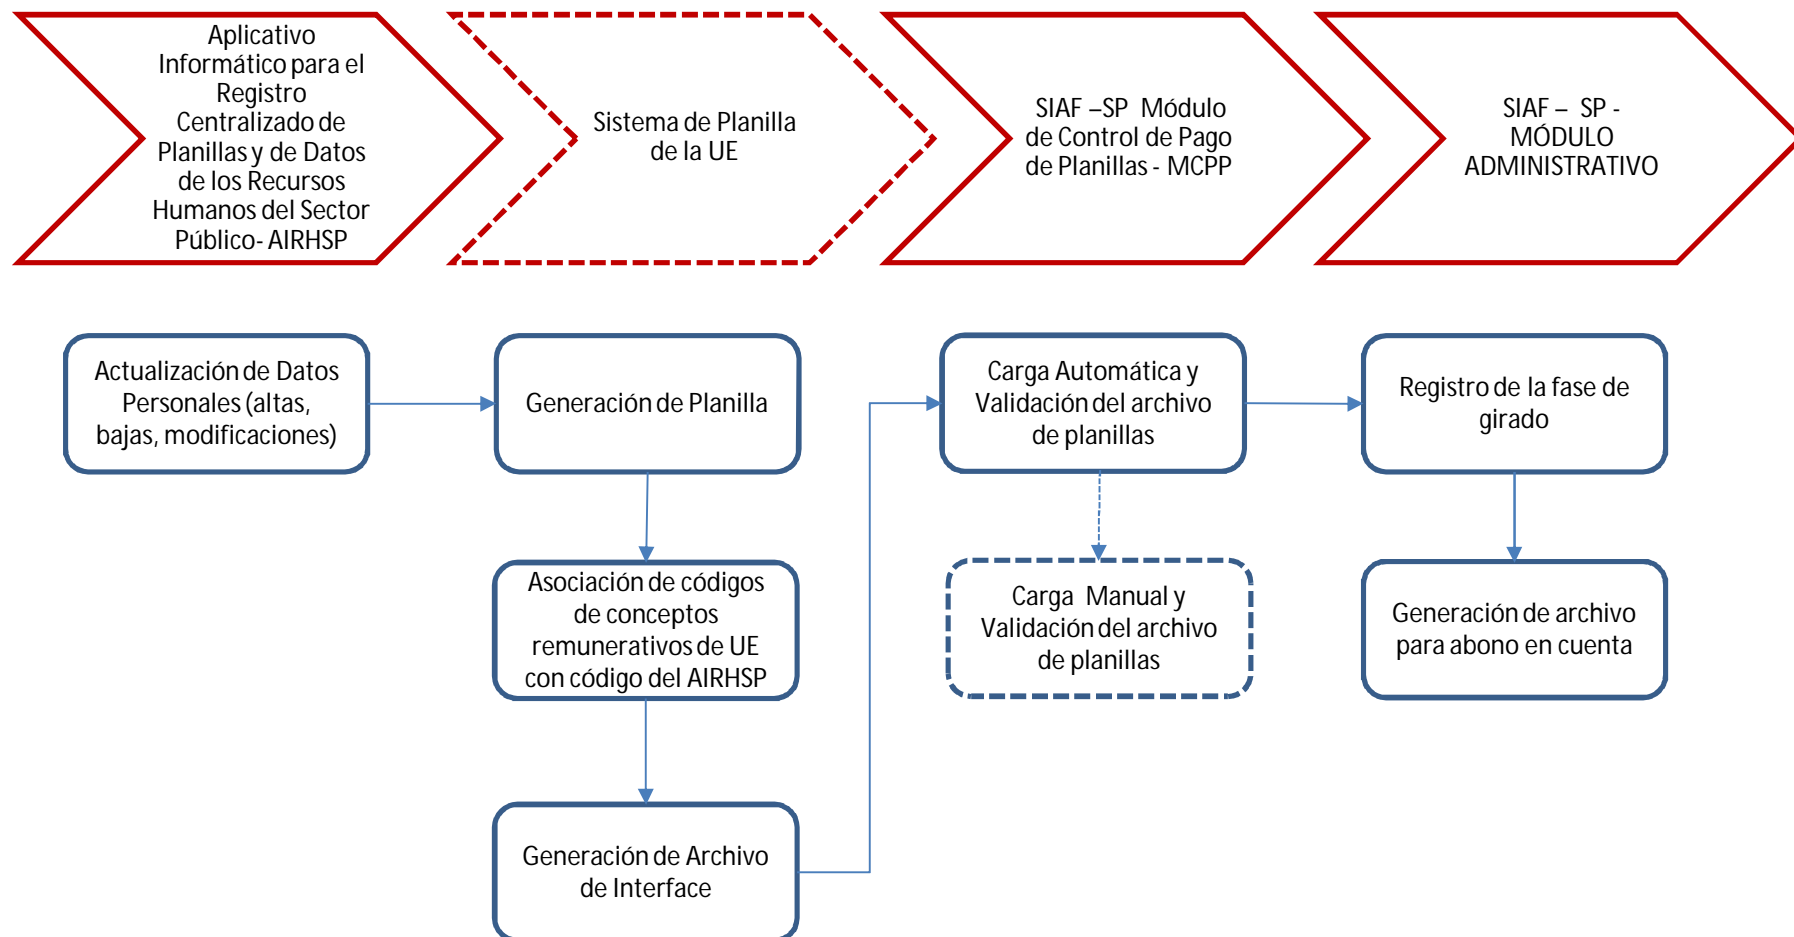 Aplicativo
Informático para el
Registro
Centralizado de
Planillas y de Datos
de los Recursos
Humanos del Sector
Público- AIRHSP
Sistema de Planilla
de la UE
SIAF –SP Módulo
de Control de Pago
de Planillas - MCPP
SIAF – SP -
MÓDULO
ADMINISTRATIVO
Actualización de Datos
Personales (altas,
bajas, modificaciones)
Generación de Planilla
Carga Automática y
Validación del archivo
de planillas
Registro de la fase de
girado
Asociación de códigos
de conceptos
remunerativos de UE
con código del AIRHSP
Carga Manual y
Validación del archivo
de planillas
Generación de archivo
para abono en cuenta
Generación de Archivo
de Interface